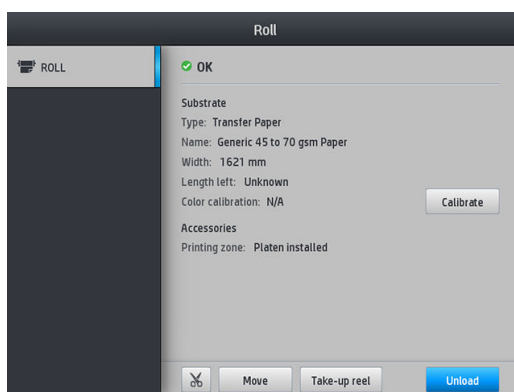 Roll
ROLL
OK
Substrate
Type: Transfer Paper
Name: Generic 45 to 70 gsm Paper
Width: 1621 mm
Length left: Unknown
Color calibration: N/A
Calibrate
Accessories
Printing zone: Platen installed
Move
Take-up reel
Unload